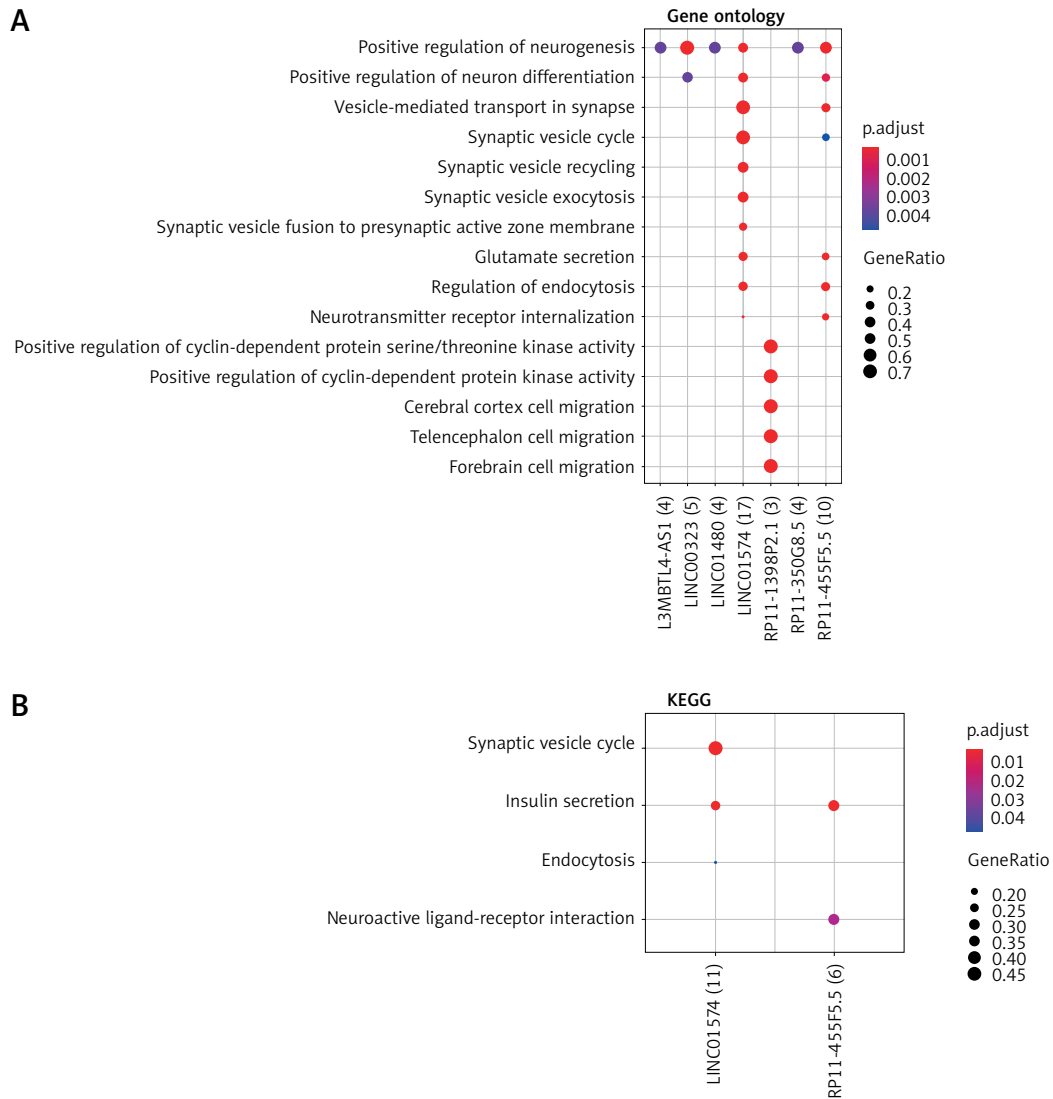 A
Gene ontology
Positive regulation of neurogenesis
Positive regulation of neuron differentiation
Vesicle-mediated transport in synapse
Synaptic vesicle cycle
Synaptic vesicle recycling
Synaptic vesicle exocytosis
Synaptic vesicle fusion to presynaptic active zone membrane
Glutamate secretion
Regulation of endocytosis
Neurotransmitter receptor internalization
Positive regulation of cyclin-dependent protein serine/threonine kinase activity
Positive regulation of cyclin-dependent protein kinase activity
Cerebral cortex cell migration
Telencephalon cell migration
Forebrain cell migration
L3MBTL4-AS1 (4)
LINC00323 (5)
LINC01480 (4)
LINC01574 (17)
RP11-1398P2.1 (3)
RP11-350G8.5 (4)
RP11-455F5.5 (10)
p.adjust
0.001
0.002
0.003
0.004
GeneRatio
0.2
0.3
0.4
0.5
0.6
0.7
B
KEGG
Synaptic vesicle cycle
Insulin secretion
Endocytosis
Neuroactive ligand-receptor interaction
LINC01574 (11)
RP11-455F5.5 (6)
p.adjust
0.01
0.02
0.03
0.04
GeneRatio
0.20
0.25
0.30
0.35
0.40
0.45